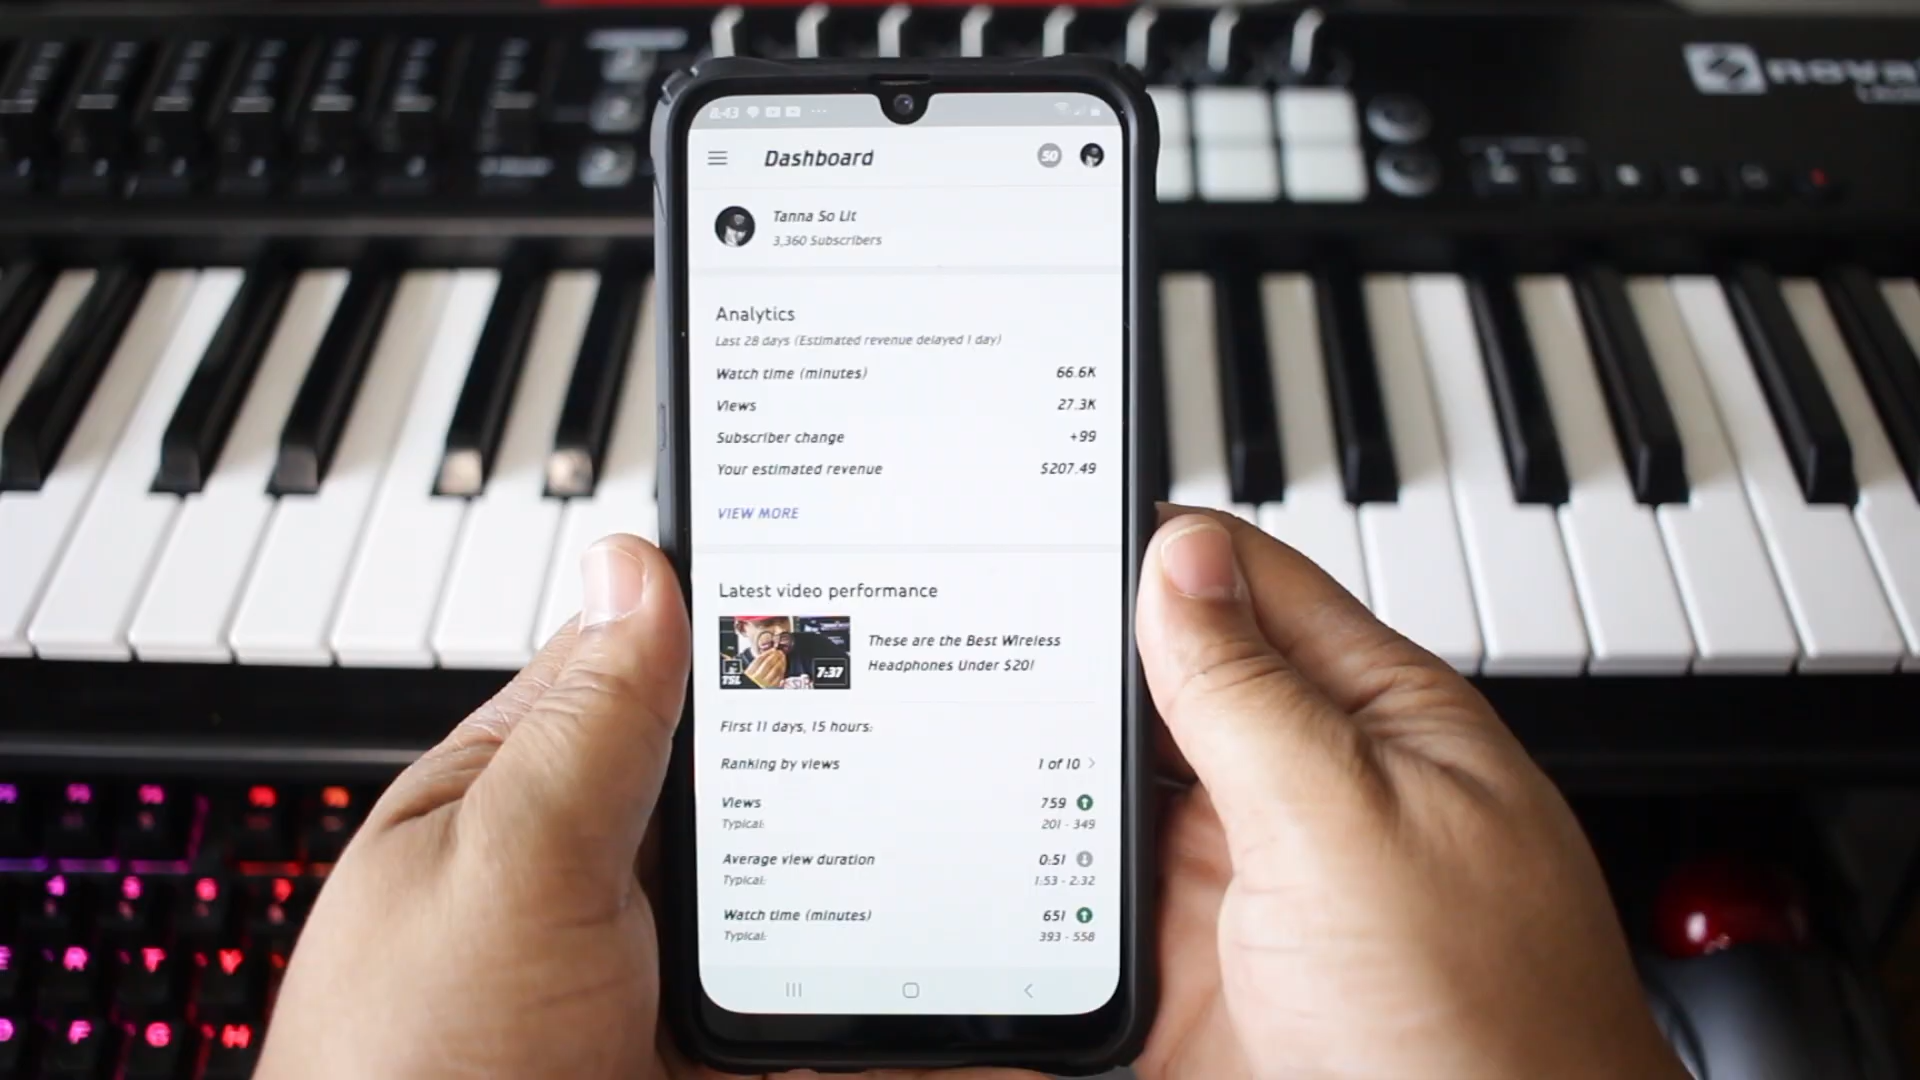 8:43
Dashboard
50
Tanna So Lit
3,360 Subscribers
Analytics
Last 28 days (Estimated revenue delayed 1 day)
Watch time (minutes) 66.6K
Views 27.3K
Subscriber change +99
Your estimated revenue $207.49
VIEW MORE
Latest video performance
These are the Best Wireless
Headphones Under $20!
TSL 7:37
First 11 days, 15 hours:
Ranking by views 1 of 10
Views 759
Typical: 201 - 349
Average view duration 0:51
Typical: 1:53 - 2:32
Watch time (minutes) 651
Typical: 393 - 558
R T Y
F G H